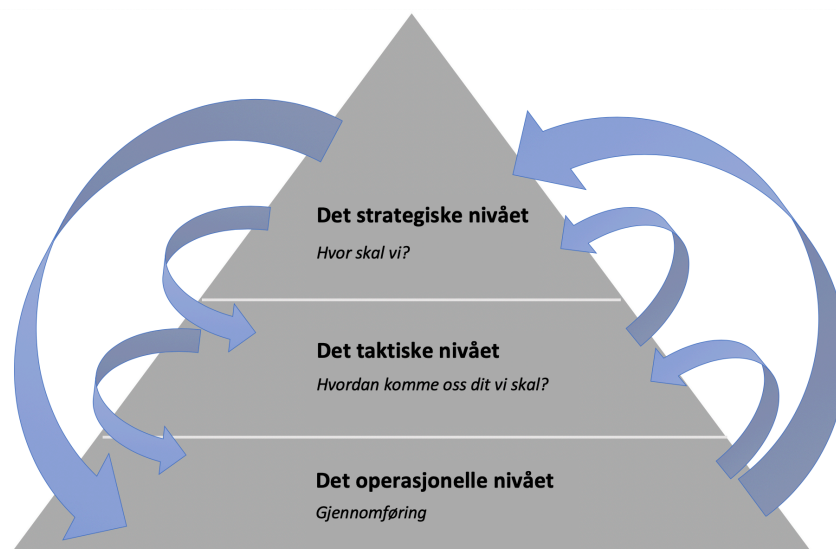 Det strategiske nivået
Hvor skal vi?
Det taktiske nivået
Hvordan komme oss dit vi skal?
Det operasjonelle nivået
Gjennomføring